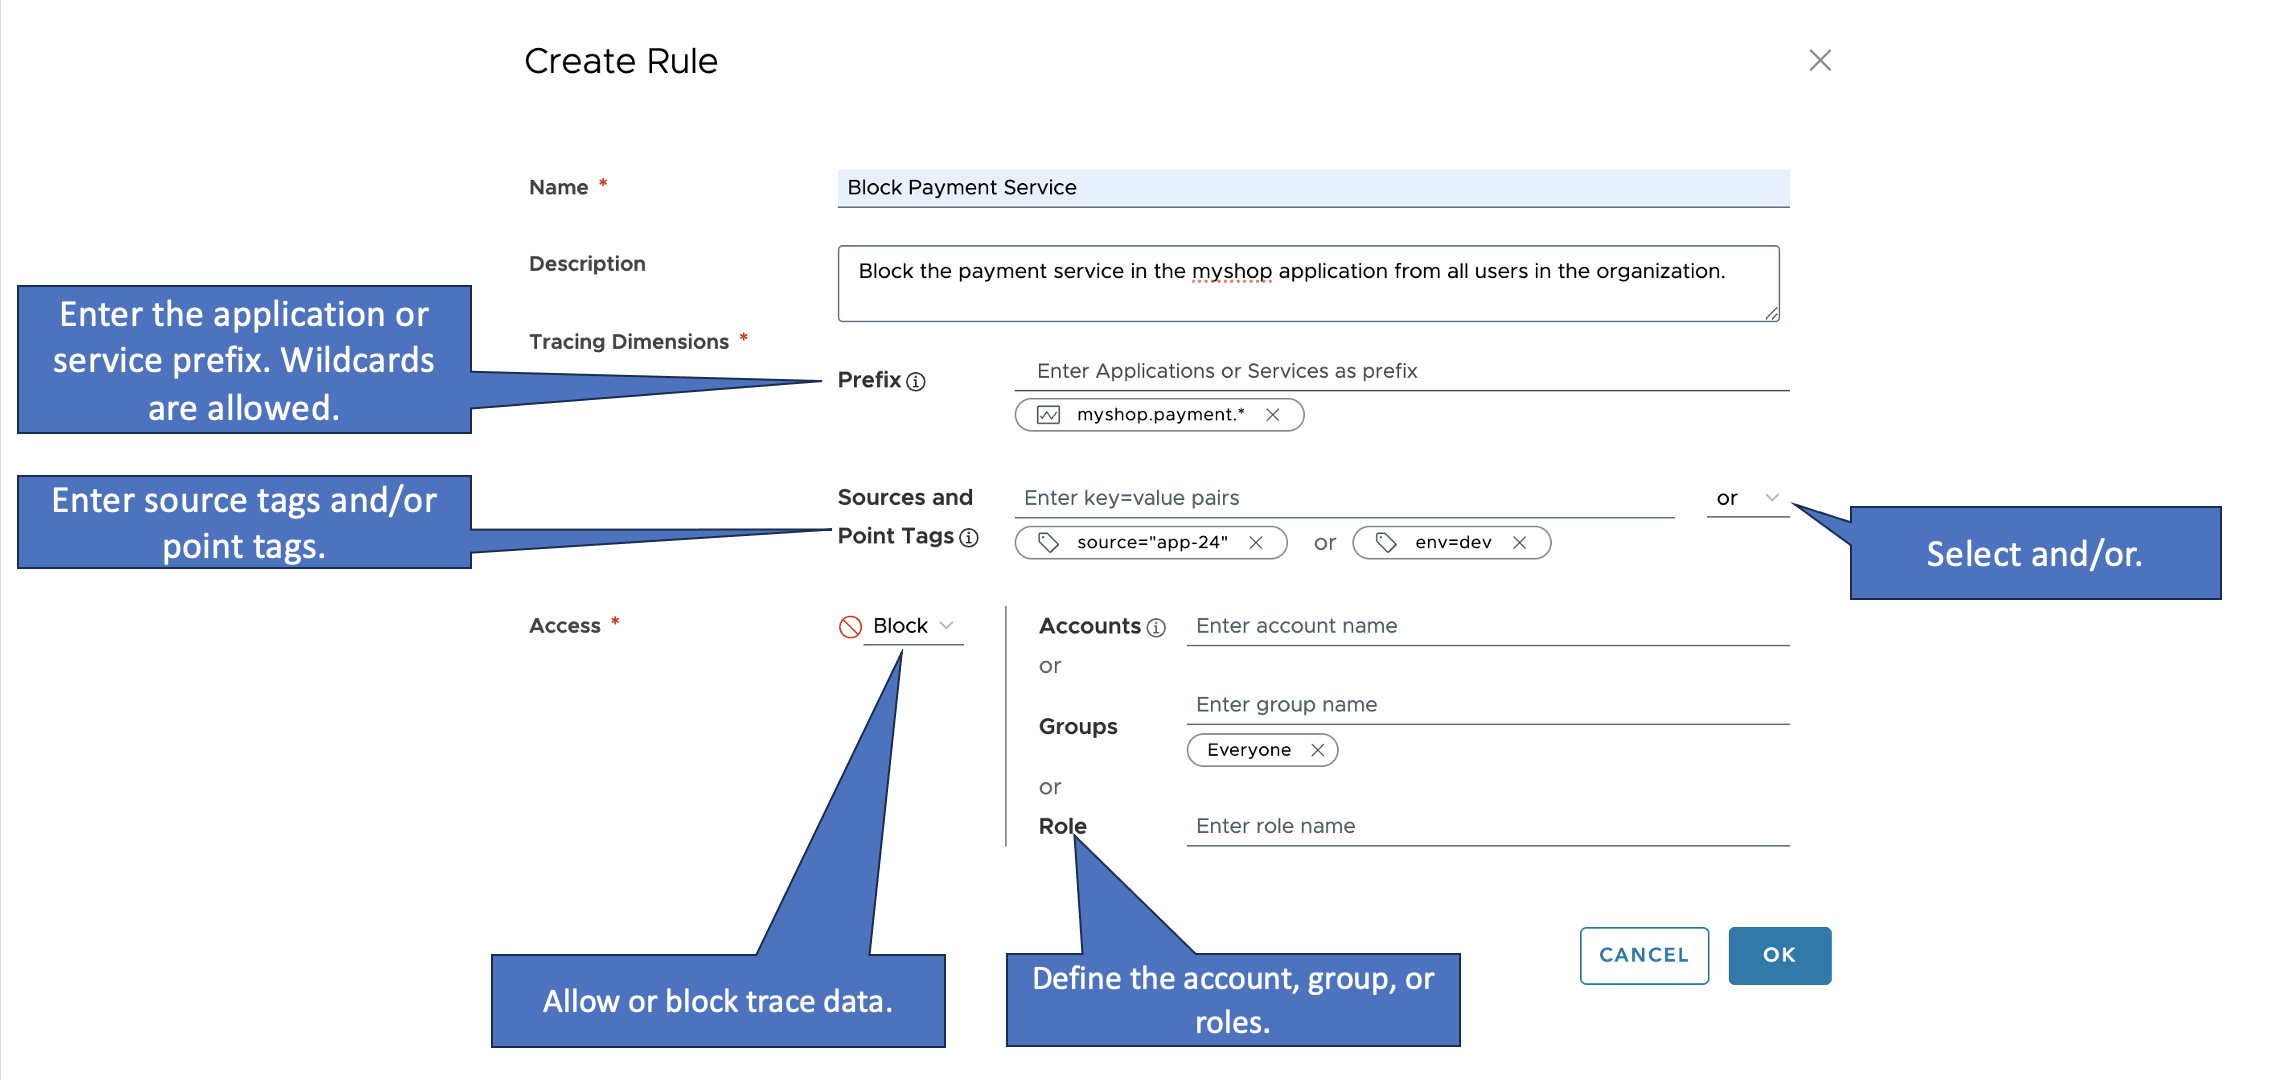 Create Rule
Name *
Block Payment Service
Description
Block the payment service in the myshop application from all users in the organization.
Enter the application or
service prefix. Wildcards
are allowed.
Tracing Dimensions *
Prefix
Enter Applications or Services as prefix
myshop.payment.*
Enter source tags and/or
point tags.
Sources and
Point Tags
Enter key=value pairs
or
source="app-24"
or
env=dev
Select and/or.
Access *
Block
Accounts
Enter account name
or
Groups
Enter group name
Everyone
or
Role
Enter role name
Allow or block trace data.
Define the account, group, or
roles.
CANCEL
OK